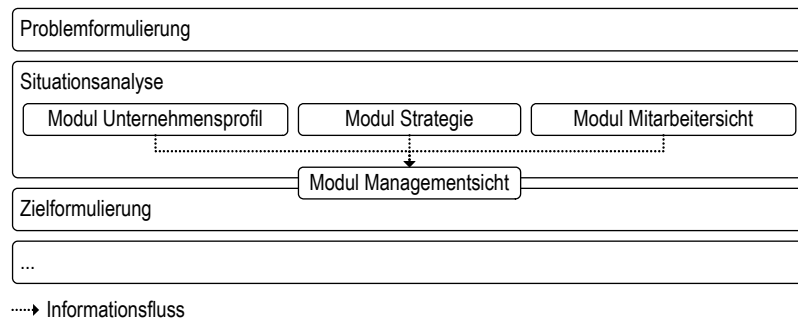 Problemformulierung
Situationsanalyse
Modul Unternehmensprofil Modul Strategie Modul Mitarbeitersicht
Modul Managementsicht
Zielformulierung
...
Informationsfluss